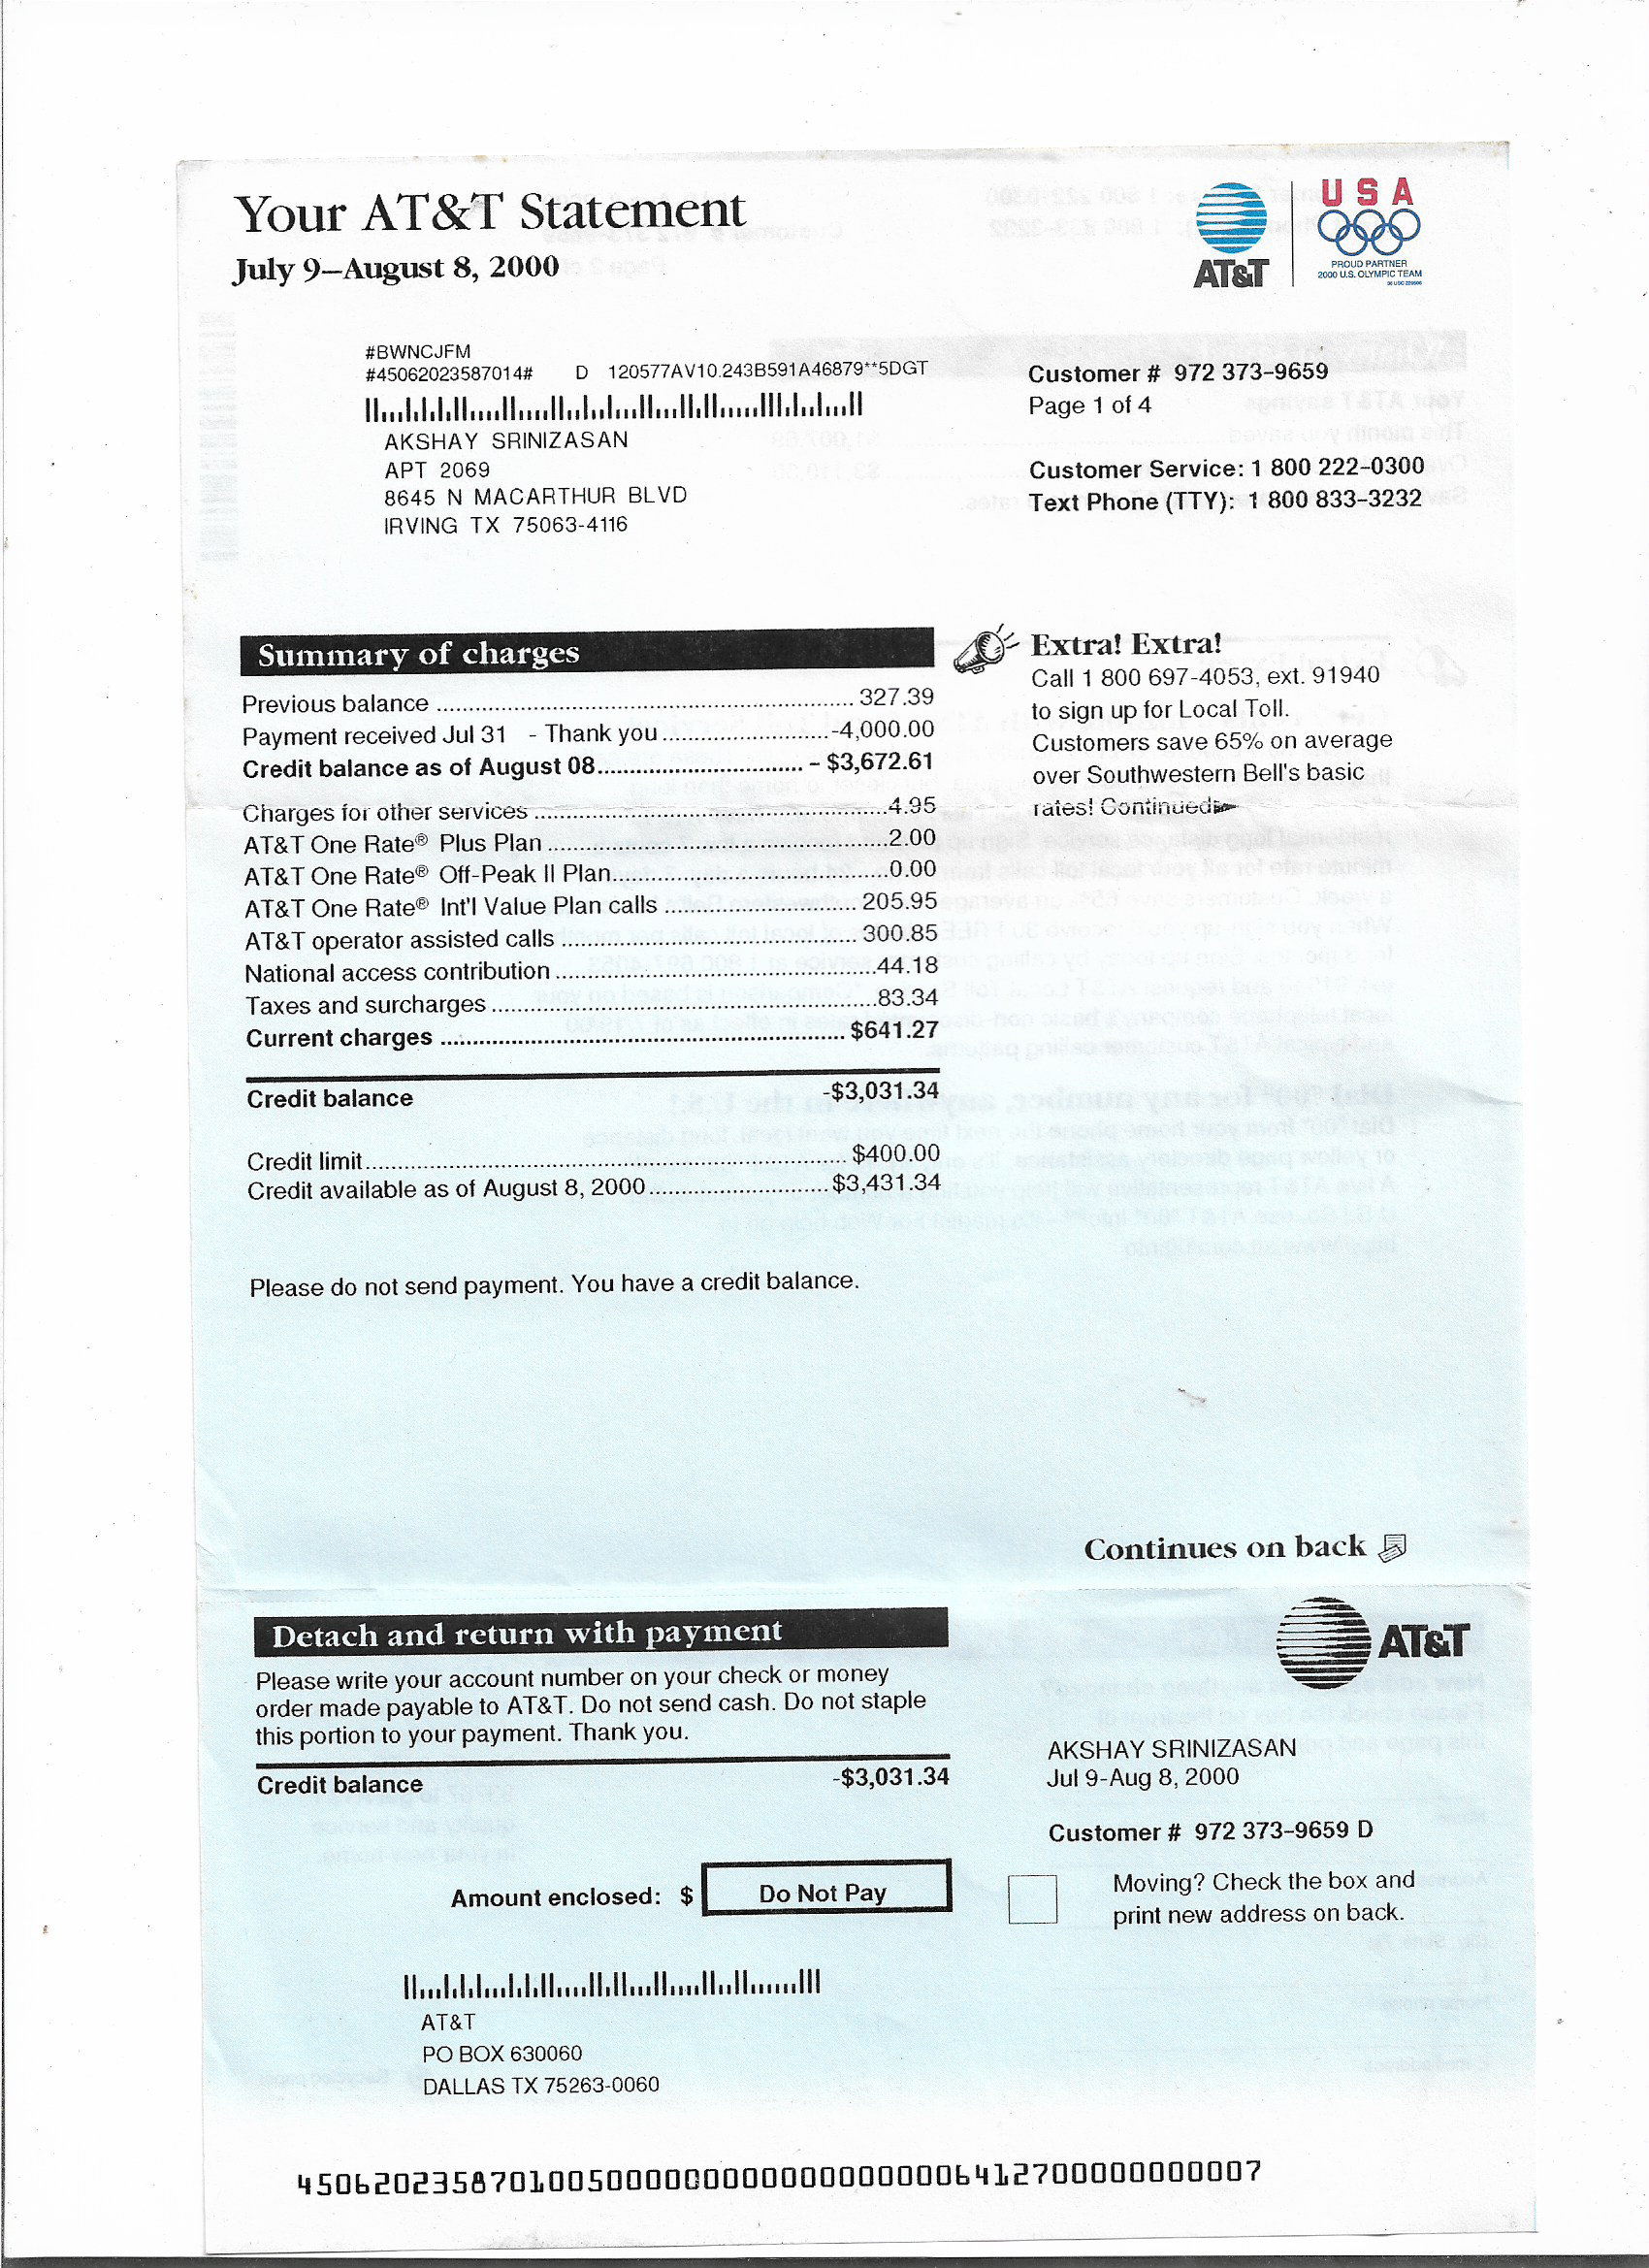 Your AT&T Statement
July 9–August 8, 2000
AT&T
USA
PROUD PARTNER
2000 U.S. OLYMPIC TEAM
#BWNCJFM
#45062023587014# D 120577AV10.243B591A46879**5DGT
AKSHAY SRINIZASAN
APT 2069
8645 N MACARTHUR BLVD
IRVING TX 75063-4116
Customer # 972 373–9659
Page 1 of 4
Customer Service: 1 800 222-0300
Text Phone (TTY): 1 800 833–3232
Summary of charges
Previous balance ........ 327.39
Payment received Jul 31 - Thank you ........ -4,000.00
Credit balance as of August 08 ........ - $3,672.61
Charges for other services ........ 4.95
AT&T One Rate® Plus Plan ........ 2.00
AT&T One Rate® Off-Peak II Plan ........ 0.00
AT&T One Rate® Int'l Value Plan calls ........ 205.95
AT&T operator assisted calls ........ 300.85
National access contribution ........ 44.18
Taxes and surcharges ........ 83.34
Current charges ........ $641.27
Credit balance -$3,031.34
Credit limit ........ $400.00
Credit available as of August 8, 2000 ........ $3,431.34
Please do not send payment. You have a credit balance.
Extra! Extra!
Call 1 800 697-4053, ext. 91940
to sign up for Local Toll.
Customers save 65% on average
over Southwestern Bell's basic
rates! Continued
Continues on back
Detach and return with payment
Please write your account number on your check or money
order made payable to AT&T. Do not send cash. Do not staple
this portion to your payment. Thank you.
Credit balance -$3,031.34
Amount enclosed: $ Do Not Pay
AT&T
AKSHAY SRINIZASAN
Jul 9-Aug 8, 2000
Customer # 972 373–9659 D
Moving? Check the box and
print new address on back.
AT&T
PO BOX 630060
DALLAS TX 75263-0060